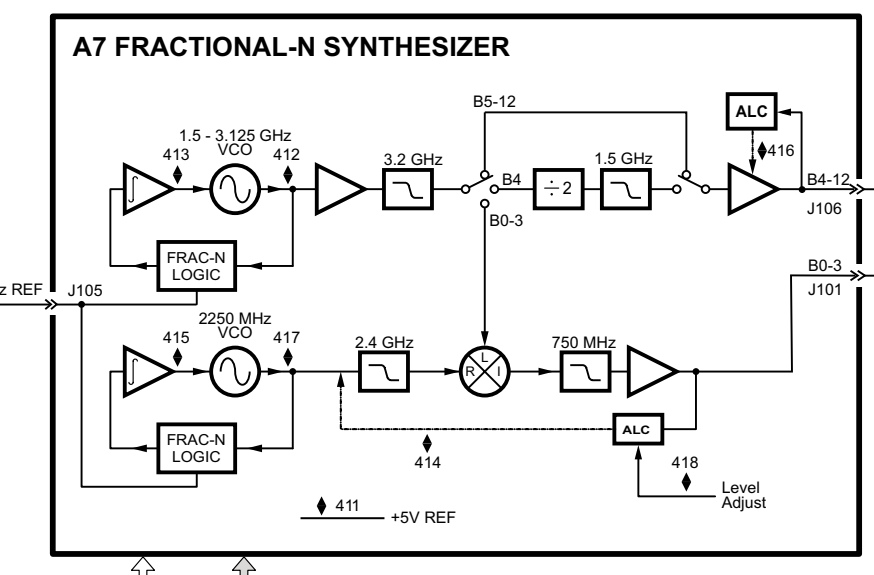 A7 FRACTIONAL-N SYNTHESIZER
B5-12
ALC
416
1.5 - 3.125 GHz
VCO
413
412
3.2 GHz
B4
÷ 2
1.5 GHz
B4-12
J106
B0-3
FRAC-N
LOGIC
z REF
J105
B0-3
J101
2250 MHz
VCO
415
417
2.4 GHz
L
R
I
750 MHz
FRAC-N
LOGIC
414
ALC
418
Level
Adjust
411
+5V REF